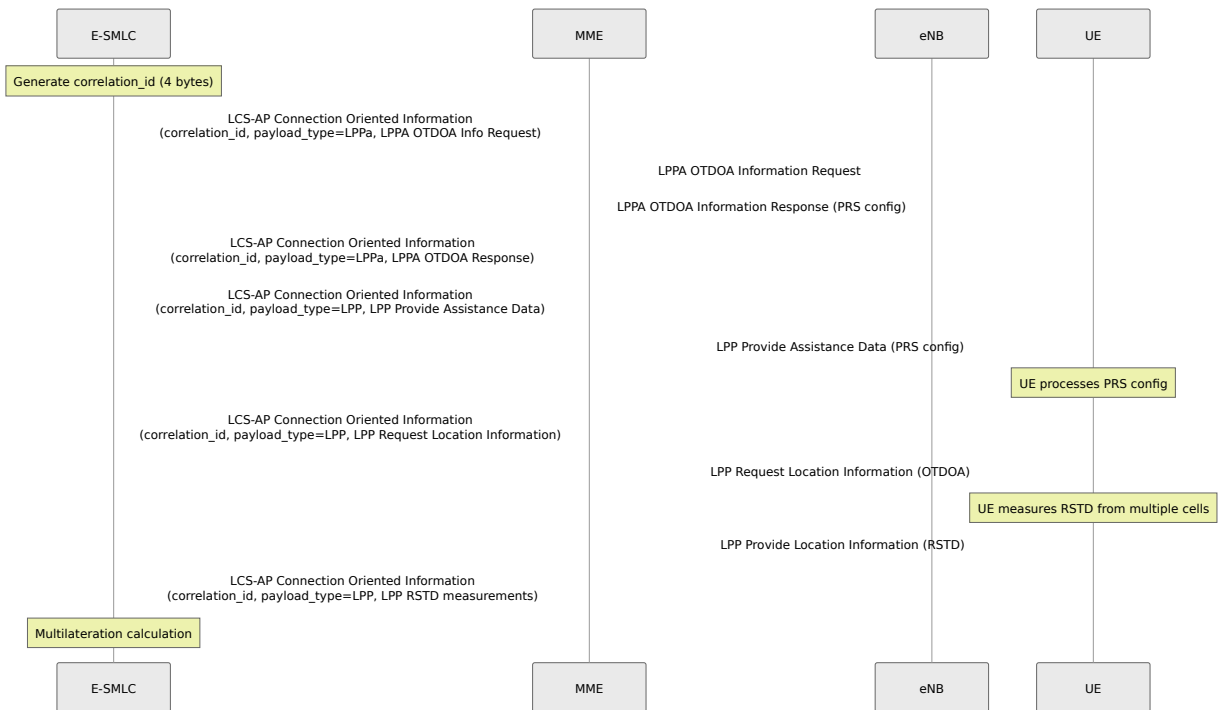 E-SMLC
MME
eNB
UE
Generate correlation_id (4 bytes)
LCS-AP Connection Oriented Information
(correlation_id, payload_type=LPPa, LPPA OTDOA Info Request)
LPPA OTDOA Information Request
LPPA OTDOA Information Response (PRS config)
LCS-AP Connection Oriented Information
(correlation_id, payload_type=LPPa, LPPA OTDOA Response)
LCS-AP Connection Oriented Information
(correlation_id, payload_type=LPP, LPP Provide Assistance Data)
LPP Provide Assistance Data (PRS config)
UE processes PRS config
LCS-AP Connection Oriented Information
(correlation_id, payload_type=LPP, LPP Request Location Information)
LPP Request Location Information (OTDOA)
UE measures RSTD from multiple cells
LPP Provide Location Information (RSTD)
LCS-AP Connection Oriented Information
(correlation_id, payload_type=LPP, LPP RSTD measurements)
Multilateration calculation
E-SMLC
MME
eNB
UE